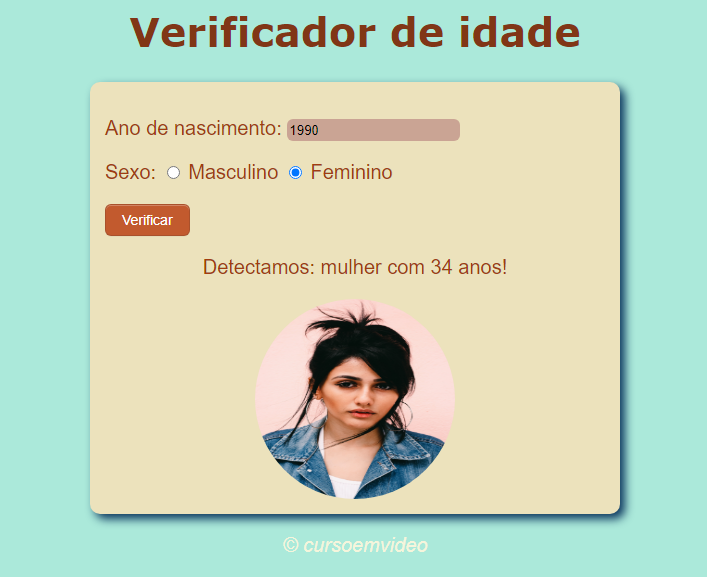 Verificador de idade
Ano de nascimento: 1990
Sexo: Masculino Feminino
Verificar
Detectamos: mulher com 34 anos!
© cursoemvideo